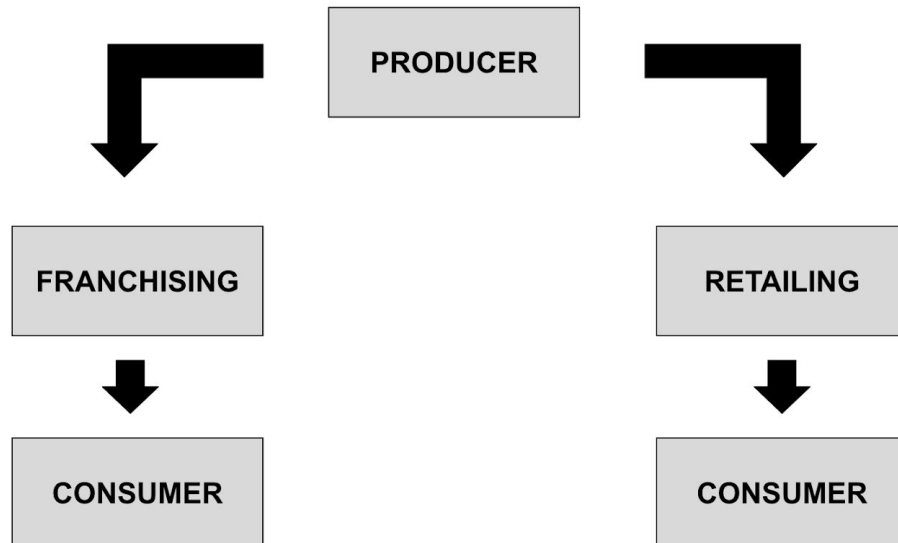 PRODUCER
FRANCHISING
RETAILING
CONSUMER
CONSUMER